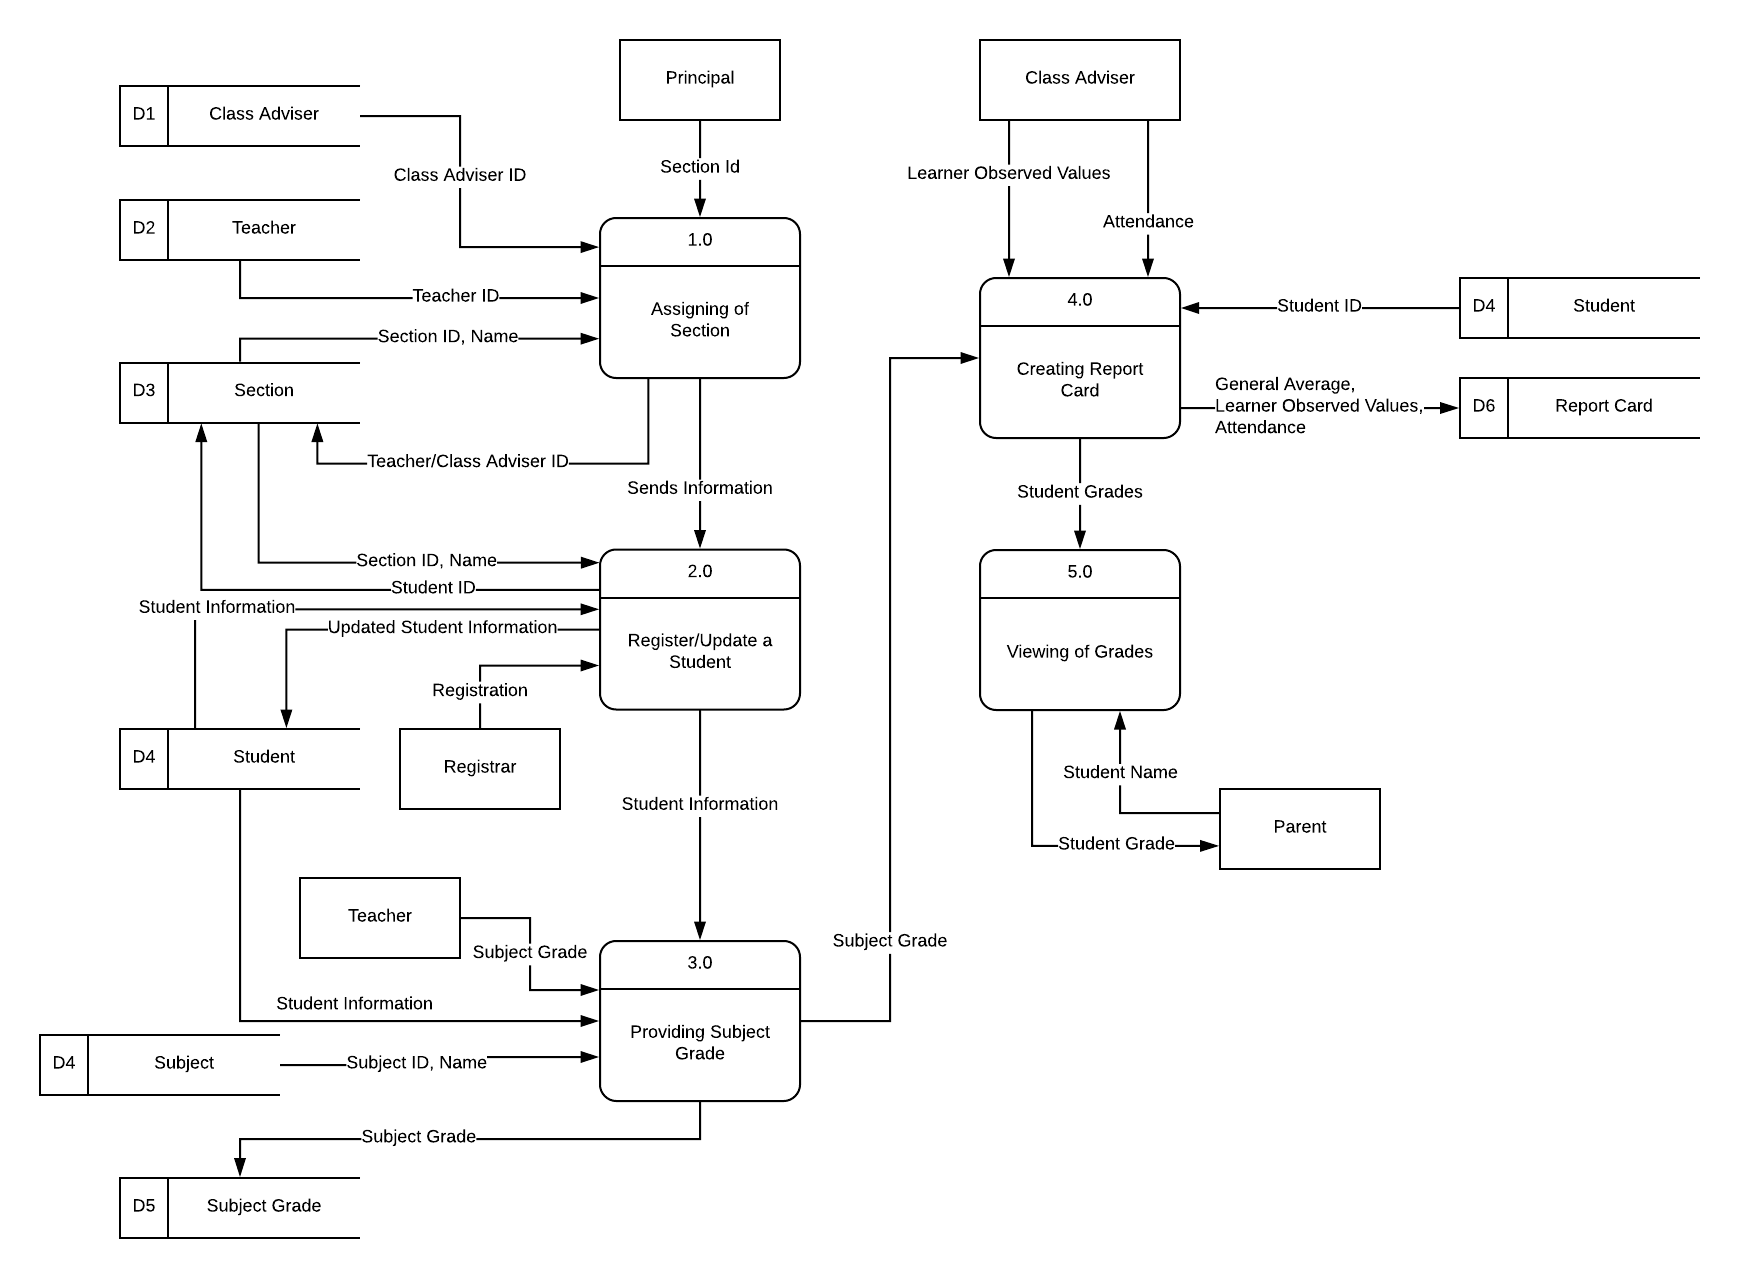 Principal
Class Adviser
D1
Class Adviser
Class Adviser ID
Section Id
Learner Observed Values
Attendance
D2
Teacher
Teacher ID
1.0
Assigning of
Section
Section ID, Name
D3
Section
Teacher/Class Adviser ID
Sends Information
4.0
Creating Report
Card
Student ID
D4
Student
General Average,
Learner Observed Values,
Attendance
D6
Report Card
Student Grades
Section ID, Name
Student ID
Student Information
Updated Student Information
2.0
Register/Update a
Student
Registration
Registrar
D4
Student
5.0
Viewing of Grades
Student Name
Parent
Student Grade
Student Information
Teacher
Subject Grade
Student Information
3.0
Providing Subject
Grade
Subject Grade
D4
Subject
Subject ID, Name
Subject Grade
D5
Subject Grade